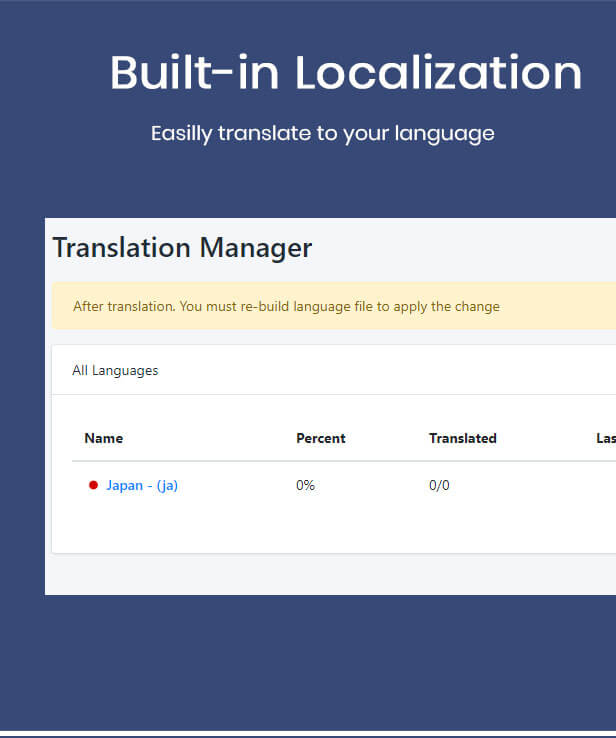 Built-in Localization
Easilly translate to your language
Translation Manager
After translation. You must re-build language file to apply the change
All Languages
Name Percent Translated Las
Japan - (ja) 0% 0/0